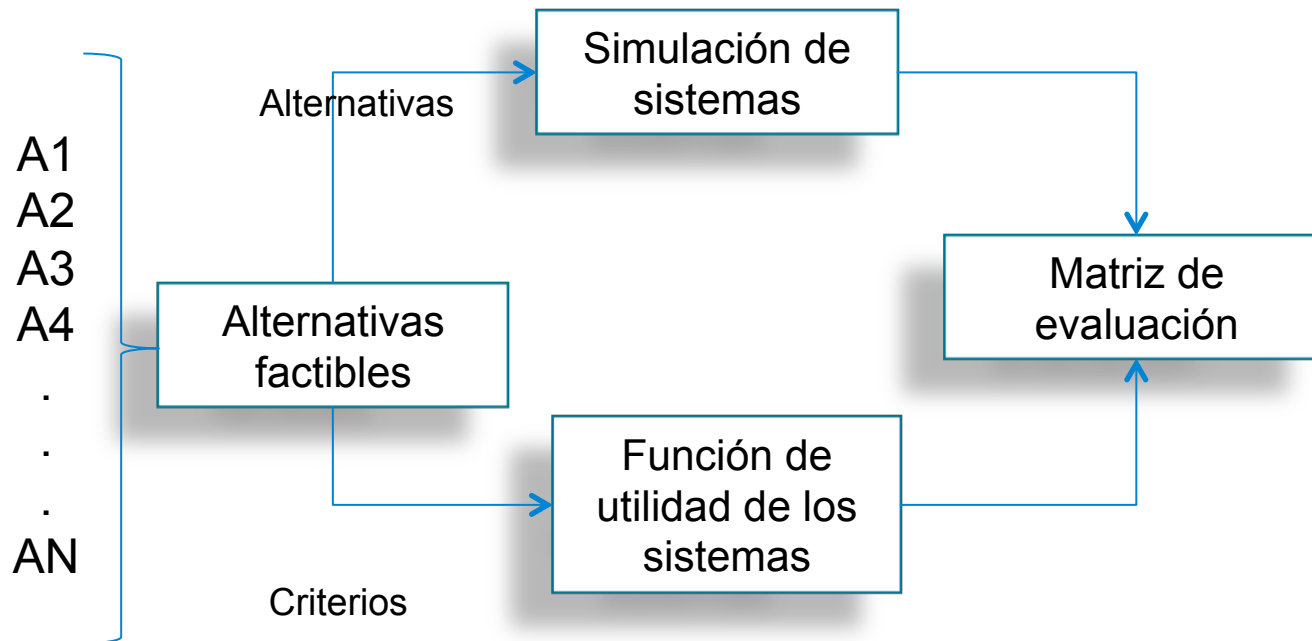 Simulación de
sistemas
Alternativas
A1
A2
A3
A4
.
.
.
AN
Alternativas
factibles
Matriz de
evaluación
Función de
utilidad de los
sistemas
Criterios